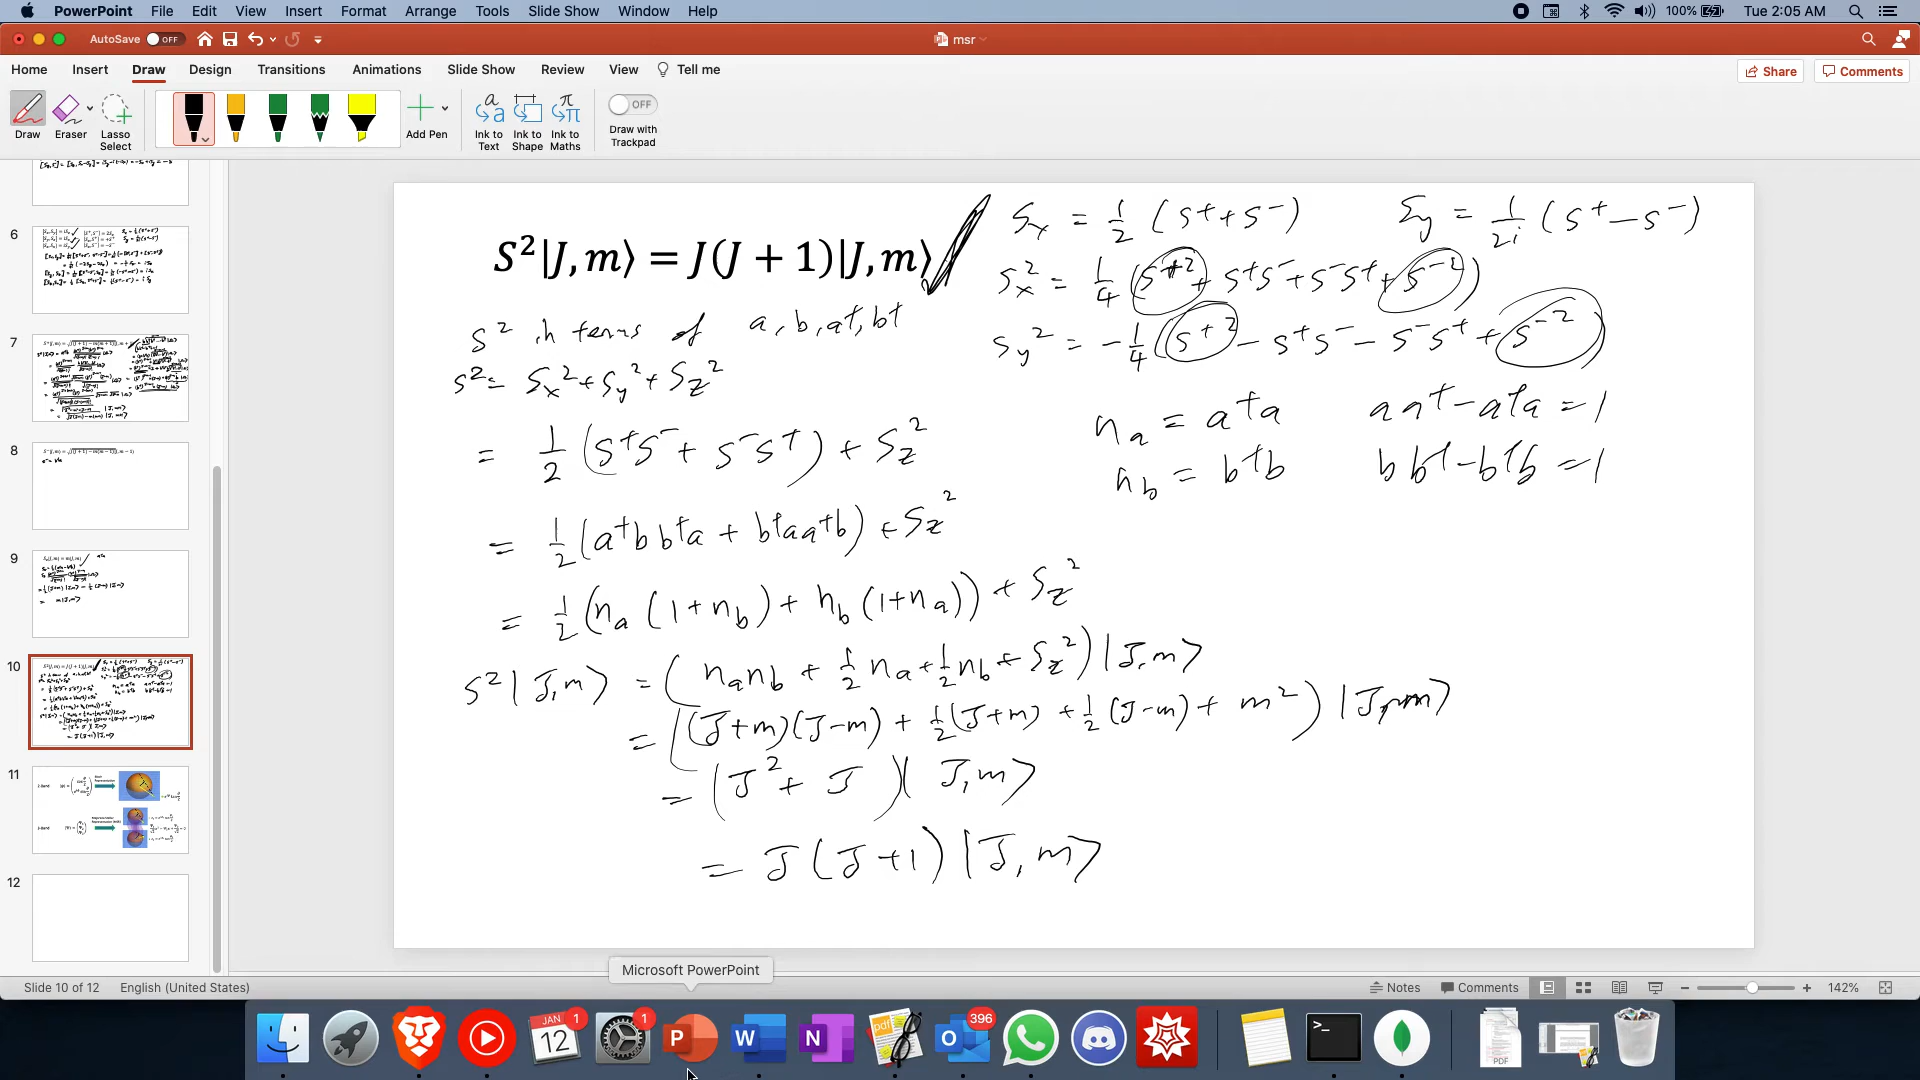 PowerPoint File Edit View Insert Format Arrange Tools Slide Show Window Help 100% Tue 2:05 AM
AutoSave OFF msr
Home Insert Draw Design Transitions Animations Slide Show Review View Tell me Share Comments
Draw Eraser Lasso Select Add Pen Ink to Text Ink to Shape Ink to Maths OFF Draw with Trackpad
S²|J,m⟩ = J(J + 1)|J,m⟩
Sx = 1/2 (S⁺+S⁻) Sy = 1/2i (S⁺−S⁻)
Sx² = 1/4 (S⁺² + S⁺S⁻ + S⁻S⁺ + S⁻²)
Sy² = −1/4 (S⁺² − S⁺S⁻ − S⁻S⁺ + S⁻²)
S² in terms of a, b, a†, b†
S² = Sx² + Sy² + Sz²
na = a†a aa† − a†a = 1
nb = b†b bb† − b†b = 1
= 1/2 (S⁺S⁻ + S⁻S⁺) + Sz²
= 1/2 (a†b b†a + b†a a†b) + Sz²
= 1/2 (na (1+nb) + nb (1+na)) + Sz²
S²|J,m⟩ = (na nb + 1/2 na + 1/2 nb + Sz²)|J,m⟩
= ((J+m)(J−m) + 1/2 (J+m) + 1/2 (J−m) + m²)|J,m⟩
= (J² + J)|J,m⟩
= J(J+1)|J,m⟩
6
7
8
9
10
11
12
Microsoft PowerPoint
Slide 10 of 12 English (United States) Notes Comments 142%
JAN 12 1 1 396
P W N pdf O >_ PDF